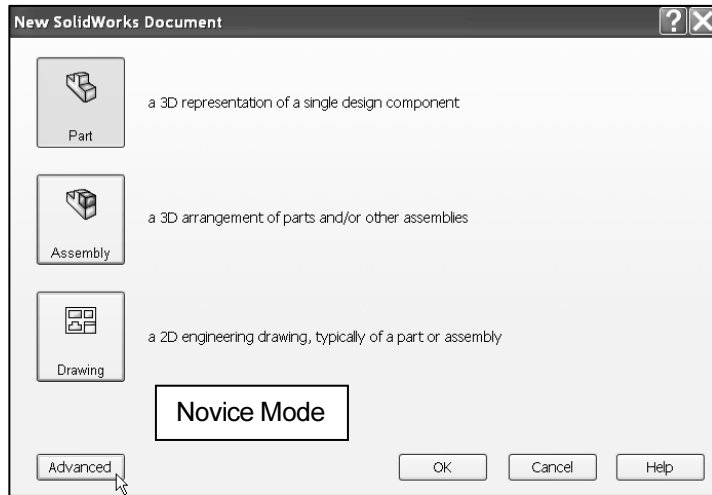 New SolidWorks Document
Part
a 3D representation of a single design component
Assembly
a 3D arrangement of parts and/or other assemblies
Drawing
a 2D engineering drawing, typically of a part or assembly
Novice Mode
Advanced
OK
Cancel
Help